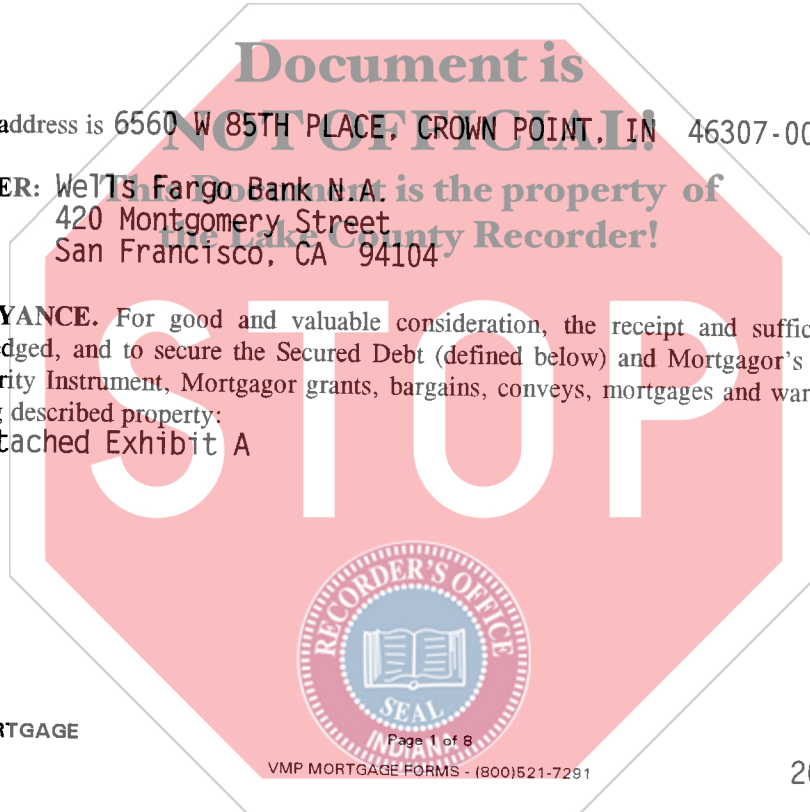 Document is
NOT OFFICIAL!
address is 6560 W 85TH PLACE, CROWN POINT, IN 46307-00
This Document is the property of
ER: Wells Fargo Bank N.A.
420 Montgomery Street
the Lake County Recorder!
San Francisco, CA 94104
YANCE. For good and valuable consideration, the receipt and suffic
dged, and to secure the Secured Debt (defined below) and Mortgagor's
rity Instrument, Mortgagor grants, bargains, conveys, mortgages and war
g described property:
tached Exhibit A
STOP
RECORDER'S OFFICE
SEAL
INDIANA
RTGAGE
Page 1 of 8
VMP MORTGAGE FORMS - (800)521-7291
20